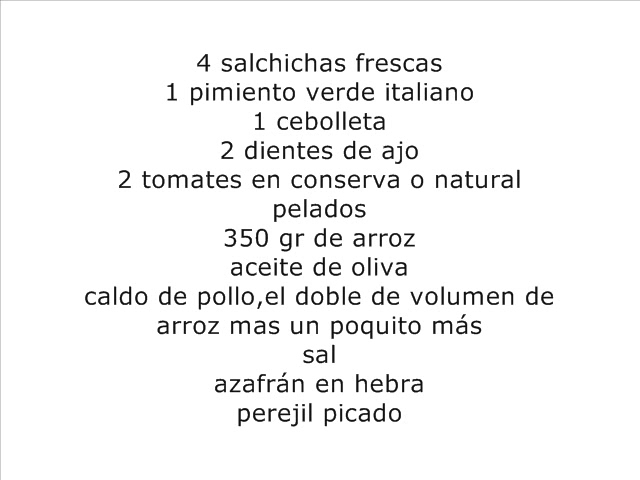 4 salchichas frescas
1 pimiento verde italiano
1 cebolleta
2 dientes de ajo
2 tomates en conserva o natural
pelados
350 gr de arroz
aceite de oliva
caldo de pollo,el doble de volumen de
arroz mas un poquito más
sal
azafrán en hebra
perejil picado